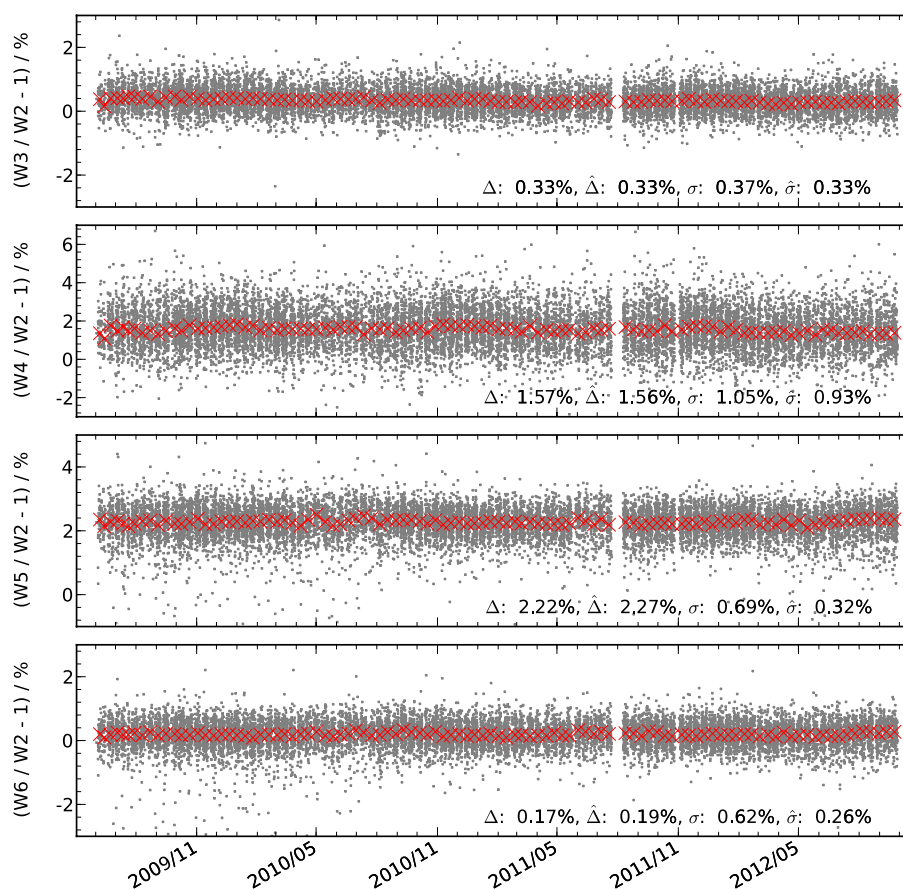 (W3 / W2 - 1) / %
2
0
-2
Δ: 0.33%, Δ̂: 0.33%, σ: 0.37%, σ̂: 0.33%
(W4 / W2 - 1) / %
6
4
2
0
-2
Δ: 1.57%, Δ̂: 1.56%, σ: 1.05%, σ̂: 0.93%
(W5 / W2 - 1) / %
4
2
0
Δ: 2.22%, Δ̂: 2.27%, σ: 0.69%, σ̂: 0.32%
(W6 / W2 - 1) / %
2
0
-2
Δ: 0.17%, Δ̂: 0.19%, σ: 0.62%, σ̂: 0.26%
2009/11
2010/05
2010/11
2011/05
2011/11
2012/05